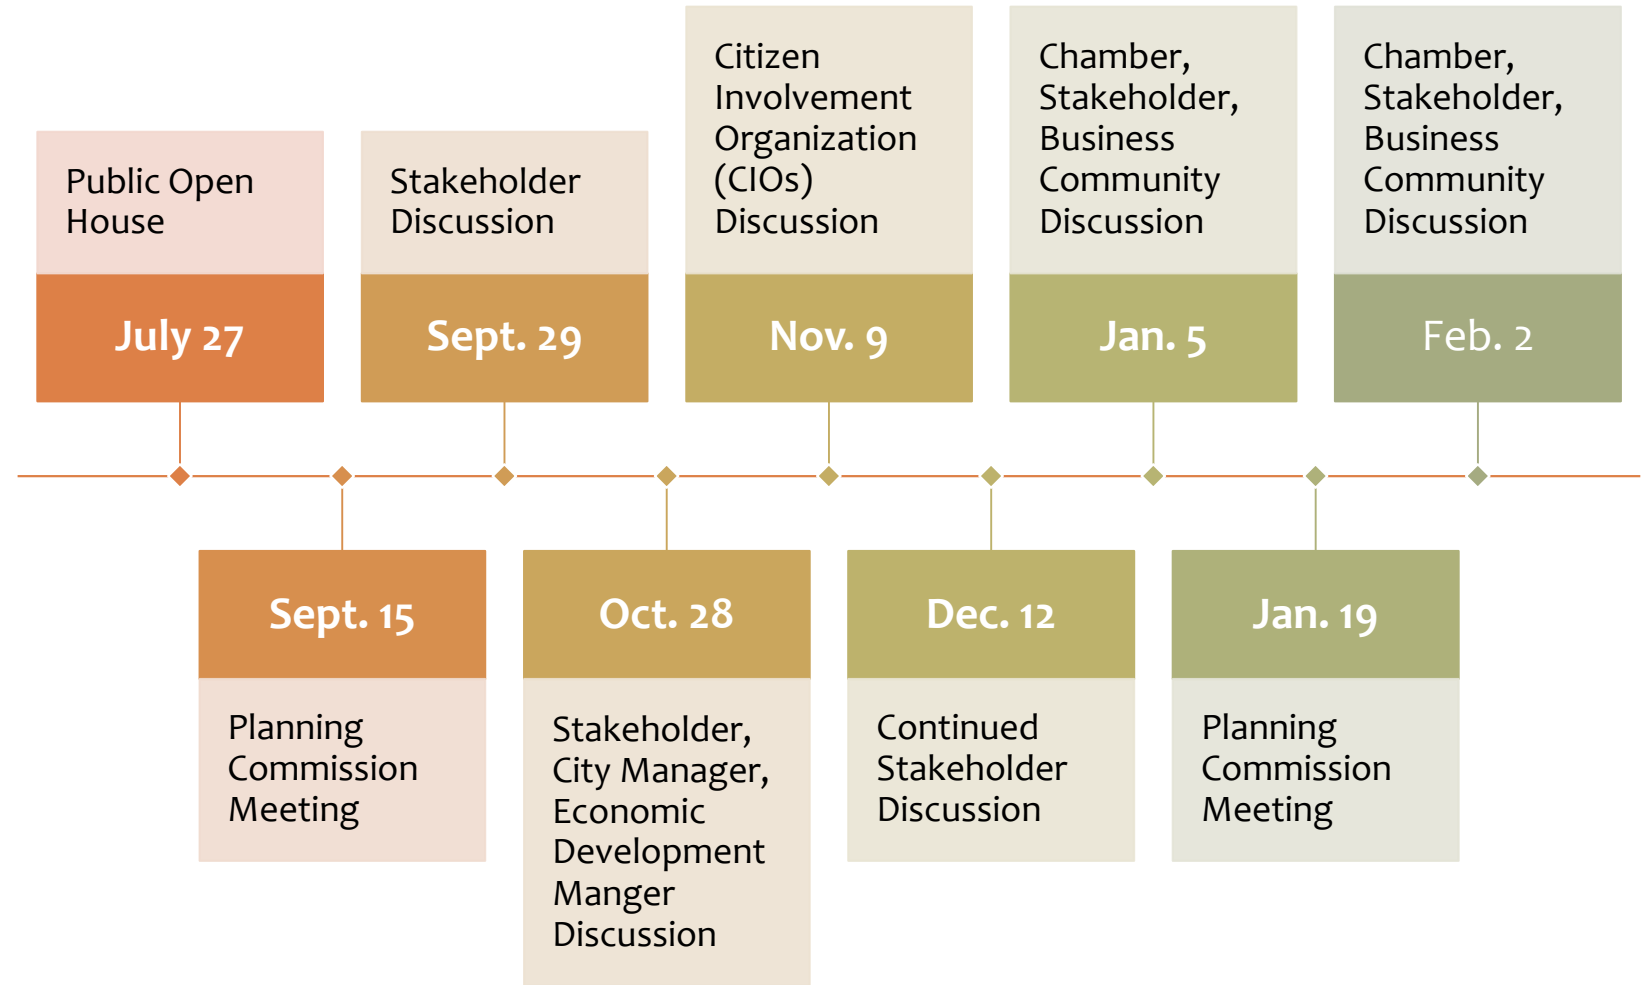 Public Open
House
July 27
Stakeholder
Discussion
Sept. 29
Citizen
Involvement
Organization
(CIOs)
Discussion
Nov. 9
Chamber,
Stakeholder,
Business
Community
Discussion
Jan. 5
Chamber,
Stakeholder,
Business
Community
Discussion
Feb. 2
Sept. 15
Planning
Commission
Meeting
Oct. 28
Stakeholder,
City Manager,
Economic
Development
Manger
Discussion
Dec. 12
Continued
Stakeholder
Discussion
Jan. 19
Planning
Commission
Meeting